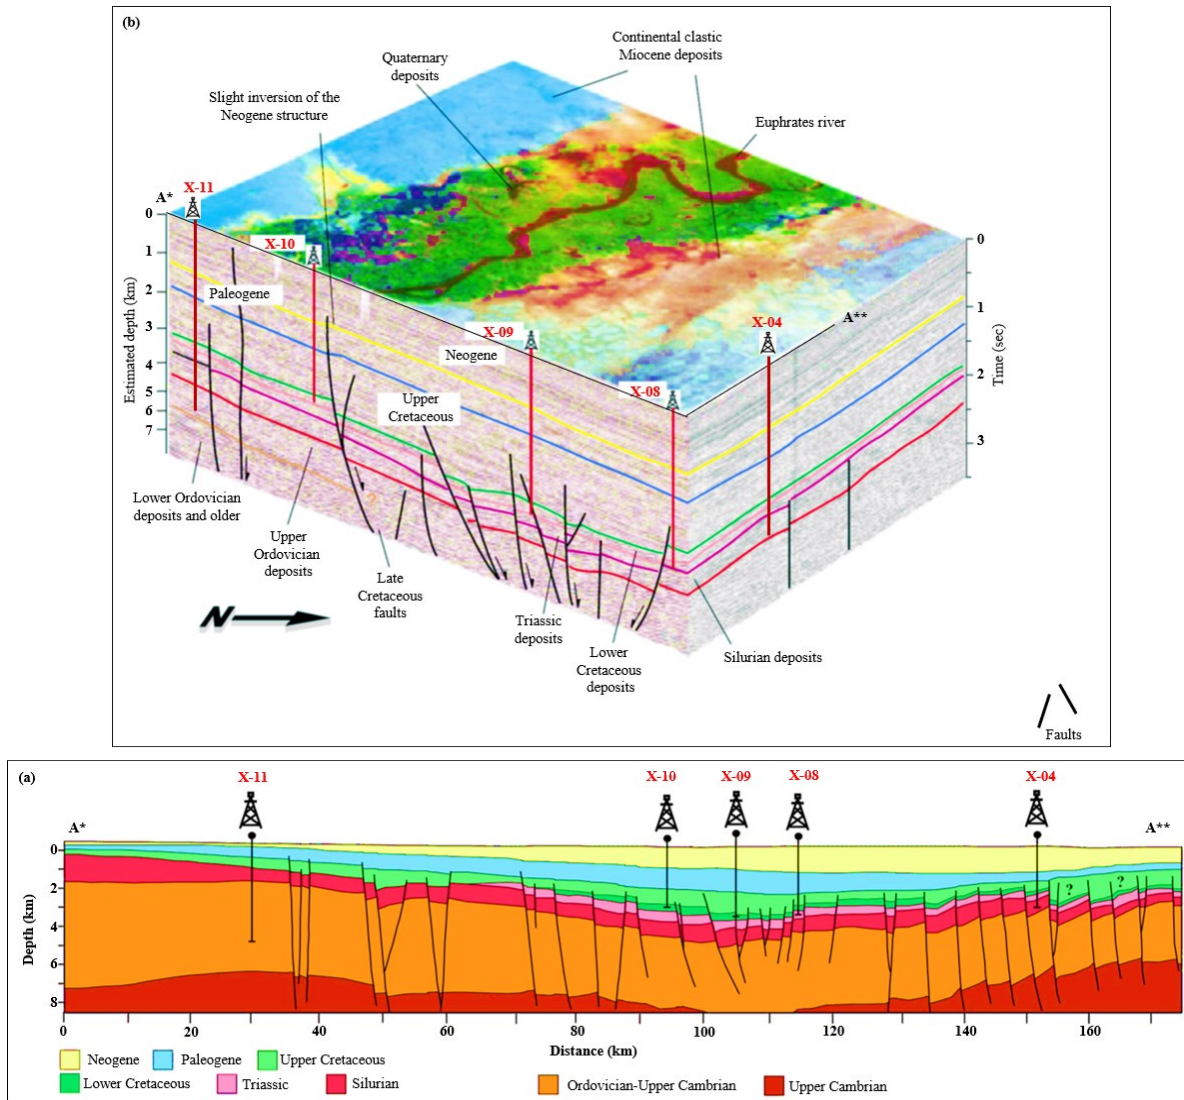 (b)
Continental clastic
Miocene deposits
Quaternary
deposits
Slight inversion of the
Neogene structure
Euphrates river
A*
X-11
X-10
X-09
X-08
X-04
A**
0
1
2
3
4
5
6
7
Estimated depth (km)
0
1
2
3
Time (sec)
Paleogene
Neogene
Upper
Cretaceous
Lower Ordovician
deposits and older
Upper
Ordovician
deposits
?
Late
Cretaceous
faults
Triassic
deposits
Lower
Cretaceous
deposits
Silurian deposits
N
Faults
(a)
X-11
X-10
X-09
X-08
X-04
A*
A**
0
2
4
6
8
Depth (km)
? ?
0 20 40 60 80 100 120 140 160
Distance (km)
Neogene Paleogene Upper Cretaceous
Lower Cretaceous Triassic Silurian Ordovician-Upper Cambrian Upper Cambrian